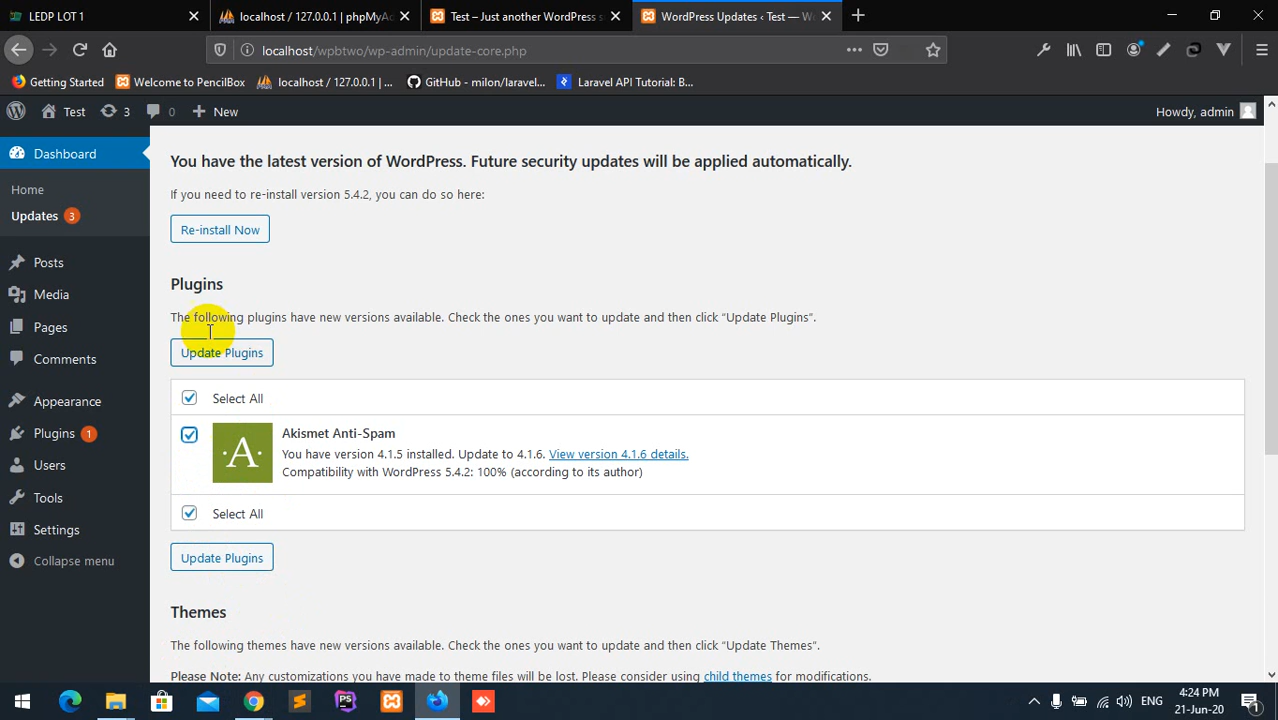 LEDP LOT 1
localhost / 127.0.0.1 | phpMyAd
Test – Just another WordPress s
WordPress Updates ‹ Test — W
localhost/wpbtwo/wp-admin/update-core.php
Getting Started
Welcome to PencilBox
localhost / 127.0.0.1 | ...
GitHub - milon/laravel...
Laravel API Tutorial: B...
Test
3
0
New
Howdy, admin
Dashboard
Home
Updates 3
Posts
Media
Pages
Comments
Appearance
Plugins 1
Users
Tools
Settings
Collapse menu
You have the latest version of WordPress. Future security updates will be applied automatically.
If you need to re-install version 5.4.2, you can do so here:
Re-install Now
Plugins
The following plugins have new versions available. Check the ones you want to update and then click “Update Plugins”.
Update Plugins
Select All
A
Akismet Anti-Spam
You have version 4.1.5 installed. Update to 4.1.6. View version 4.1.6 details.
Compatibility with WordPress 5.4.2: 100% (according to its author)
Select All
Update Plugins
Themes
The following themes have new versions available. Check the ones you want to update and then click “Update Themes”.
Please Note: Any customizations you have made to theme files will be lost. Please consider using child themes for modifications.
PS
ENG
4:24 PM
21-Jun-20
1